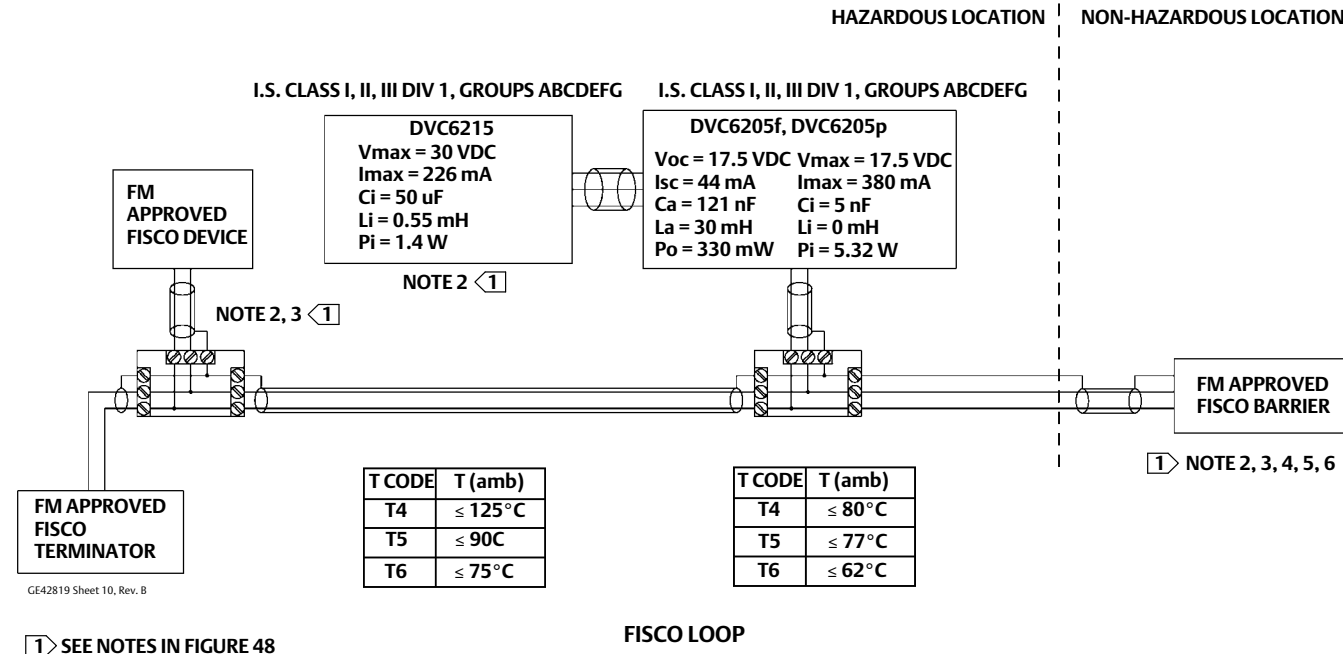 HAZARDOUS LOCATION
NON-HAZARDOUS LOCATION
I.S. CLASS I, II, III DIV 1, GROUPS ABCDEFG
I.S. CLASS I, II, III DIV 1, GROUPS ABCDEFG
DVC6215
Vmax = 30 VDC
Imax = 226 mA
Ci = 50 uF
Li = 0.55 mH
Pi = 1.4 W
DVC6205f, DVC6205p
Voc = 17.5 VDC Vmax = 17.5 VDC
Isc = 44 mA Imax = 380 mA
Ca = 121 nF Ci = 5 nF
La = 30 mH Li = 0 mH
Po = 330 mW Pi = 5.32 W
FM
APPROVED
FISCO DEVICE
NOTE 2 1
NOTE 2, 3 1
FM APPROVED
FISCO BARRIER
1 NOTE 2, 3, 4, 5, 6
FM APPROVED
FISCO
TERMINATOR
T CODE T (amb)
T4 ≤ 125°C
T5 ≤ 90C
T6 ≤ 75°C
T CODE T (amb)
T4 ≤ 80°C
T5 ≤ 77°C
T6 ≤ 62°C
GE42819 Sheet 10, Rev. B
1 SEE NOTES IN FIGURE 48
FISCO LOOP